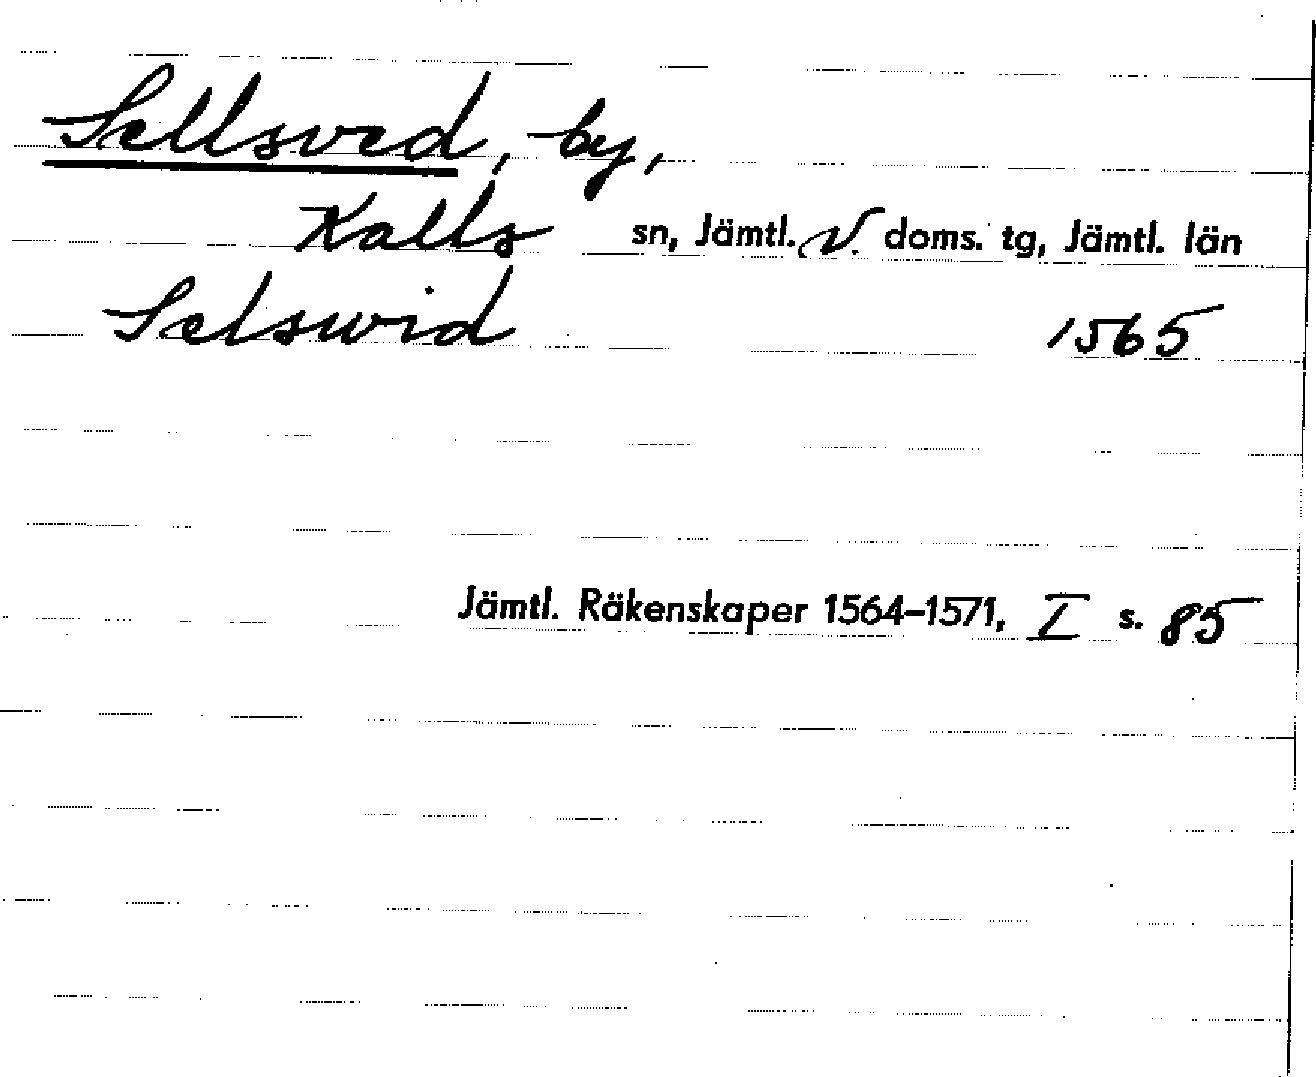 Sellsved, by,
Kalls sn, Jämtl. V. doms. tg, Jämtl. län
Selswid 1565
Jämtl. Räkenskaper 1564–1571, I s. 85